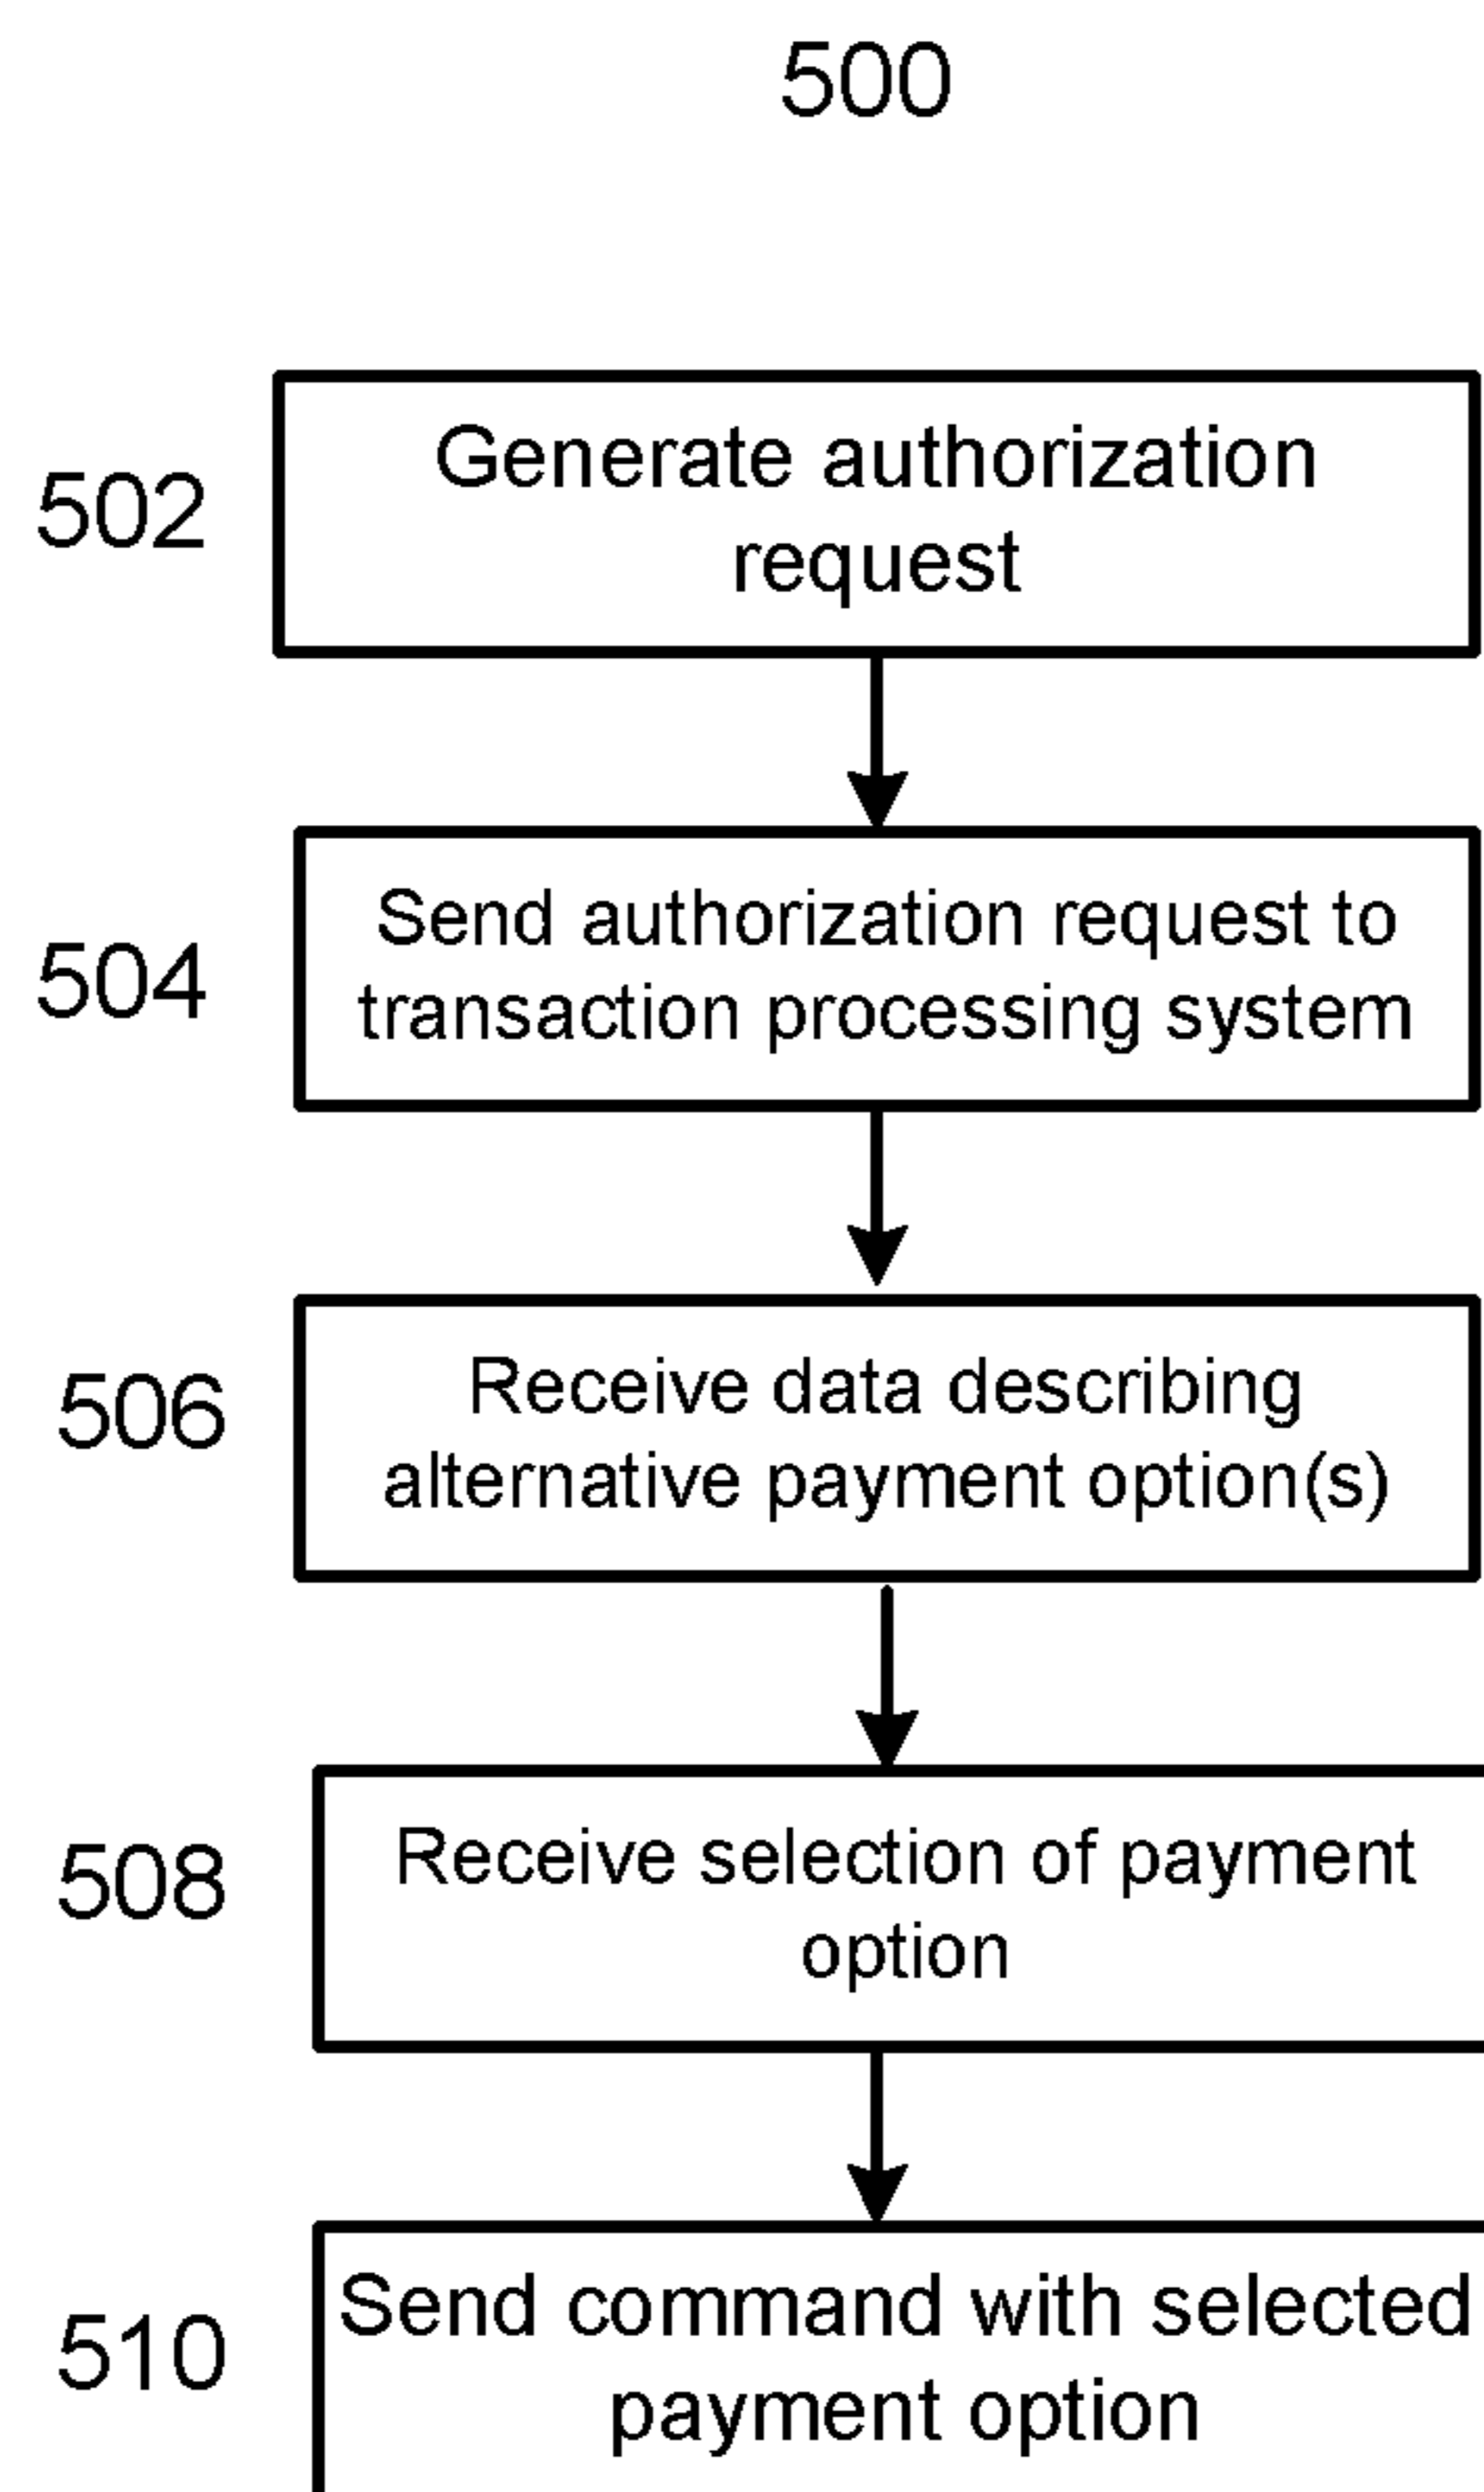 500
502
Generate authorization
request
504
Send authorization request to
transaction processing system
506
Receive data describing
alternative payment option(s)
508
Receive selection of payment
option
510
Send command with selected
payment option